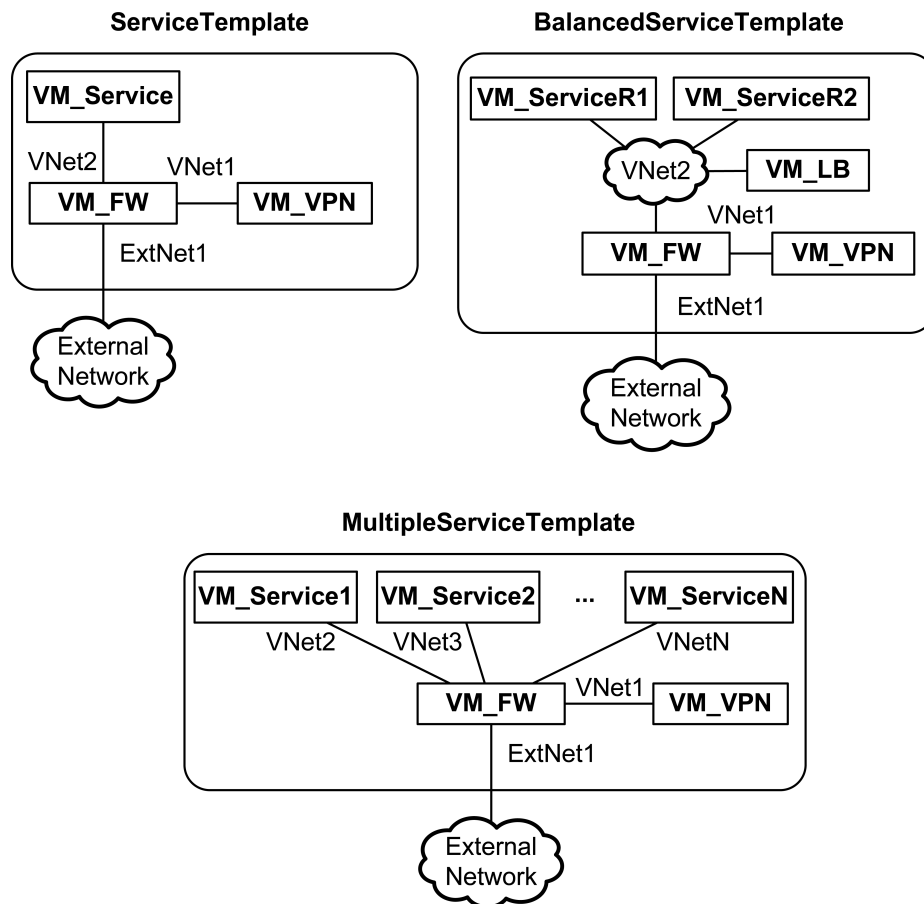 ServiceTemplate
VM_Service
VNet2
VNet1
VM_FW
VM_VPN
ExtNet1
External
Network
BalancedServiceTemplate
VM_ServiceR1
VM_ServiceR2
VNet2
VM_LB
VNet1
VM_FW
VM_VPN
ExtNet1
External
Network
MultipleServiceTemplate
VM_Service1
VM_Service2
...
VM_ServiceN
VNet2
VNet3
VNetN
VNet1
VM_FW
VM_VPN
ExtNet1
External
Network